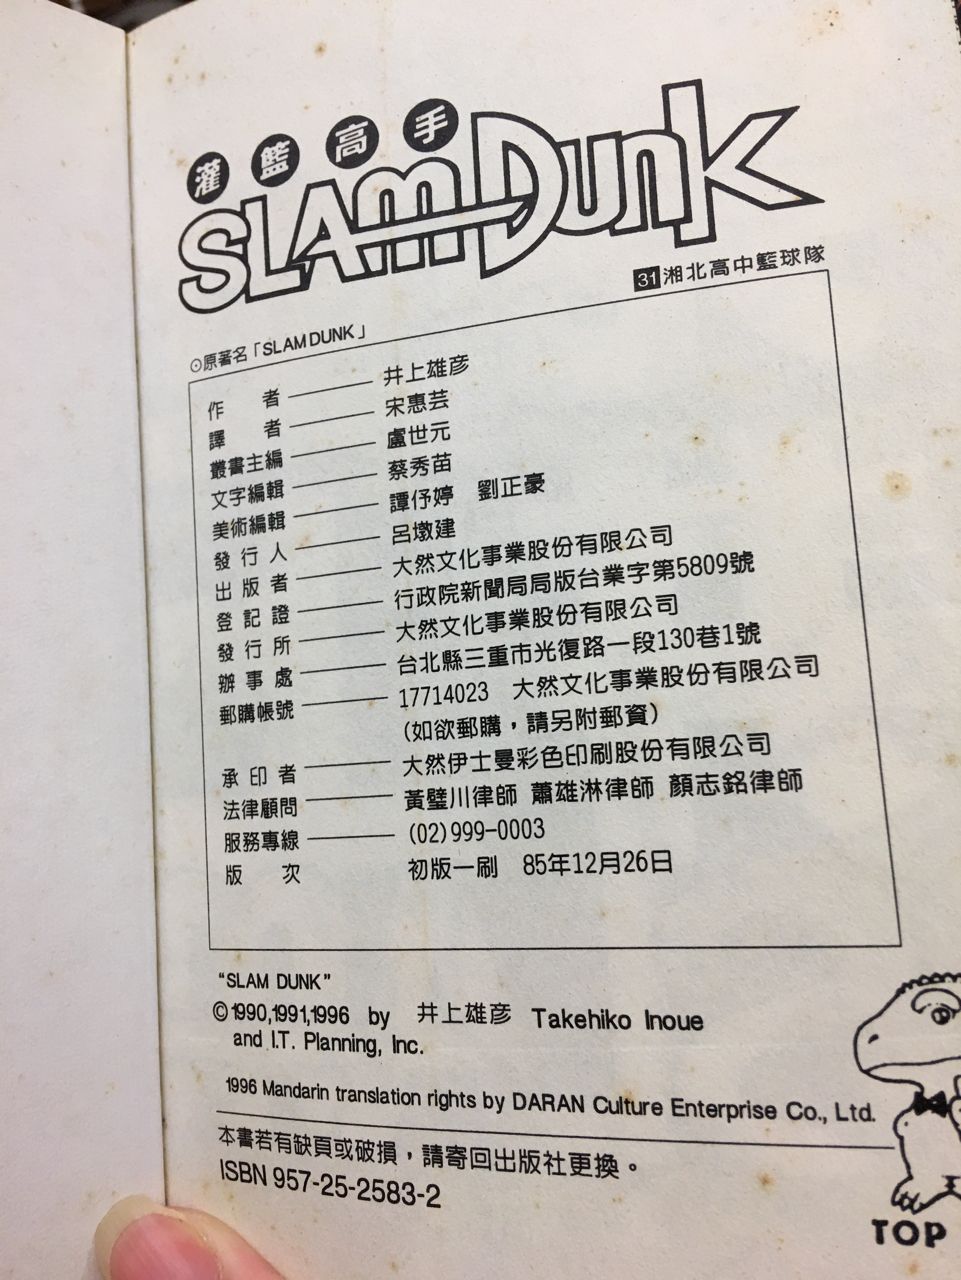 灌籃高手
SLAM DUNK
31 湘北高中籃球隊
⊙原著名「SLAM DUNK」
作者——井上雄彦
譯者——宋惠芸
叢書主編——盧世元
文字編輯——蔡秀苗
美術編輯——譚伃婷 劉正豪
發行人——呂墩建
出版者——大然文化事業股份有限公司
登記證——行政院新聞局局版台業字第5809號
發行所——大然文化事業股份有限公司
辦事處——台北縣三重市光復路一段130巷1號
郵購帳號——17714023 大然文化事業股份有限公司
(如欲郵購，請另附郵資)
承印者——大然伊士曼彩色印刷股份有限公司
法律顧問——黃璧川律師 蕭雄淋律師 顏志銘律師
服務專線——(02)999-0003
版次 初版一刷 85年12月26日
"SLAM DUNK"
©1990,1991,1996 by 井上雄彦 Takehiko Inoue
and I.T. Planning, Inc.
1996 Mandarin translation rights by DARAN Culture Enterprise Co., Ltd.
本書若有缺頁或破損，請寄回出版社更換。
ISBN 957-25-2583-2
TOP